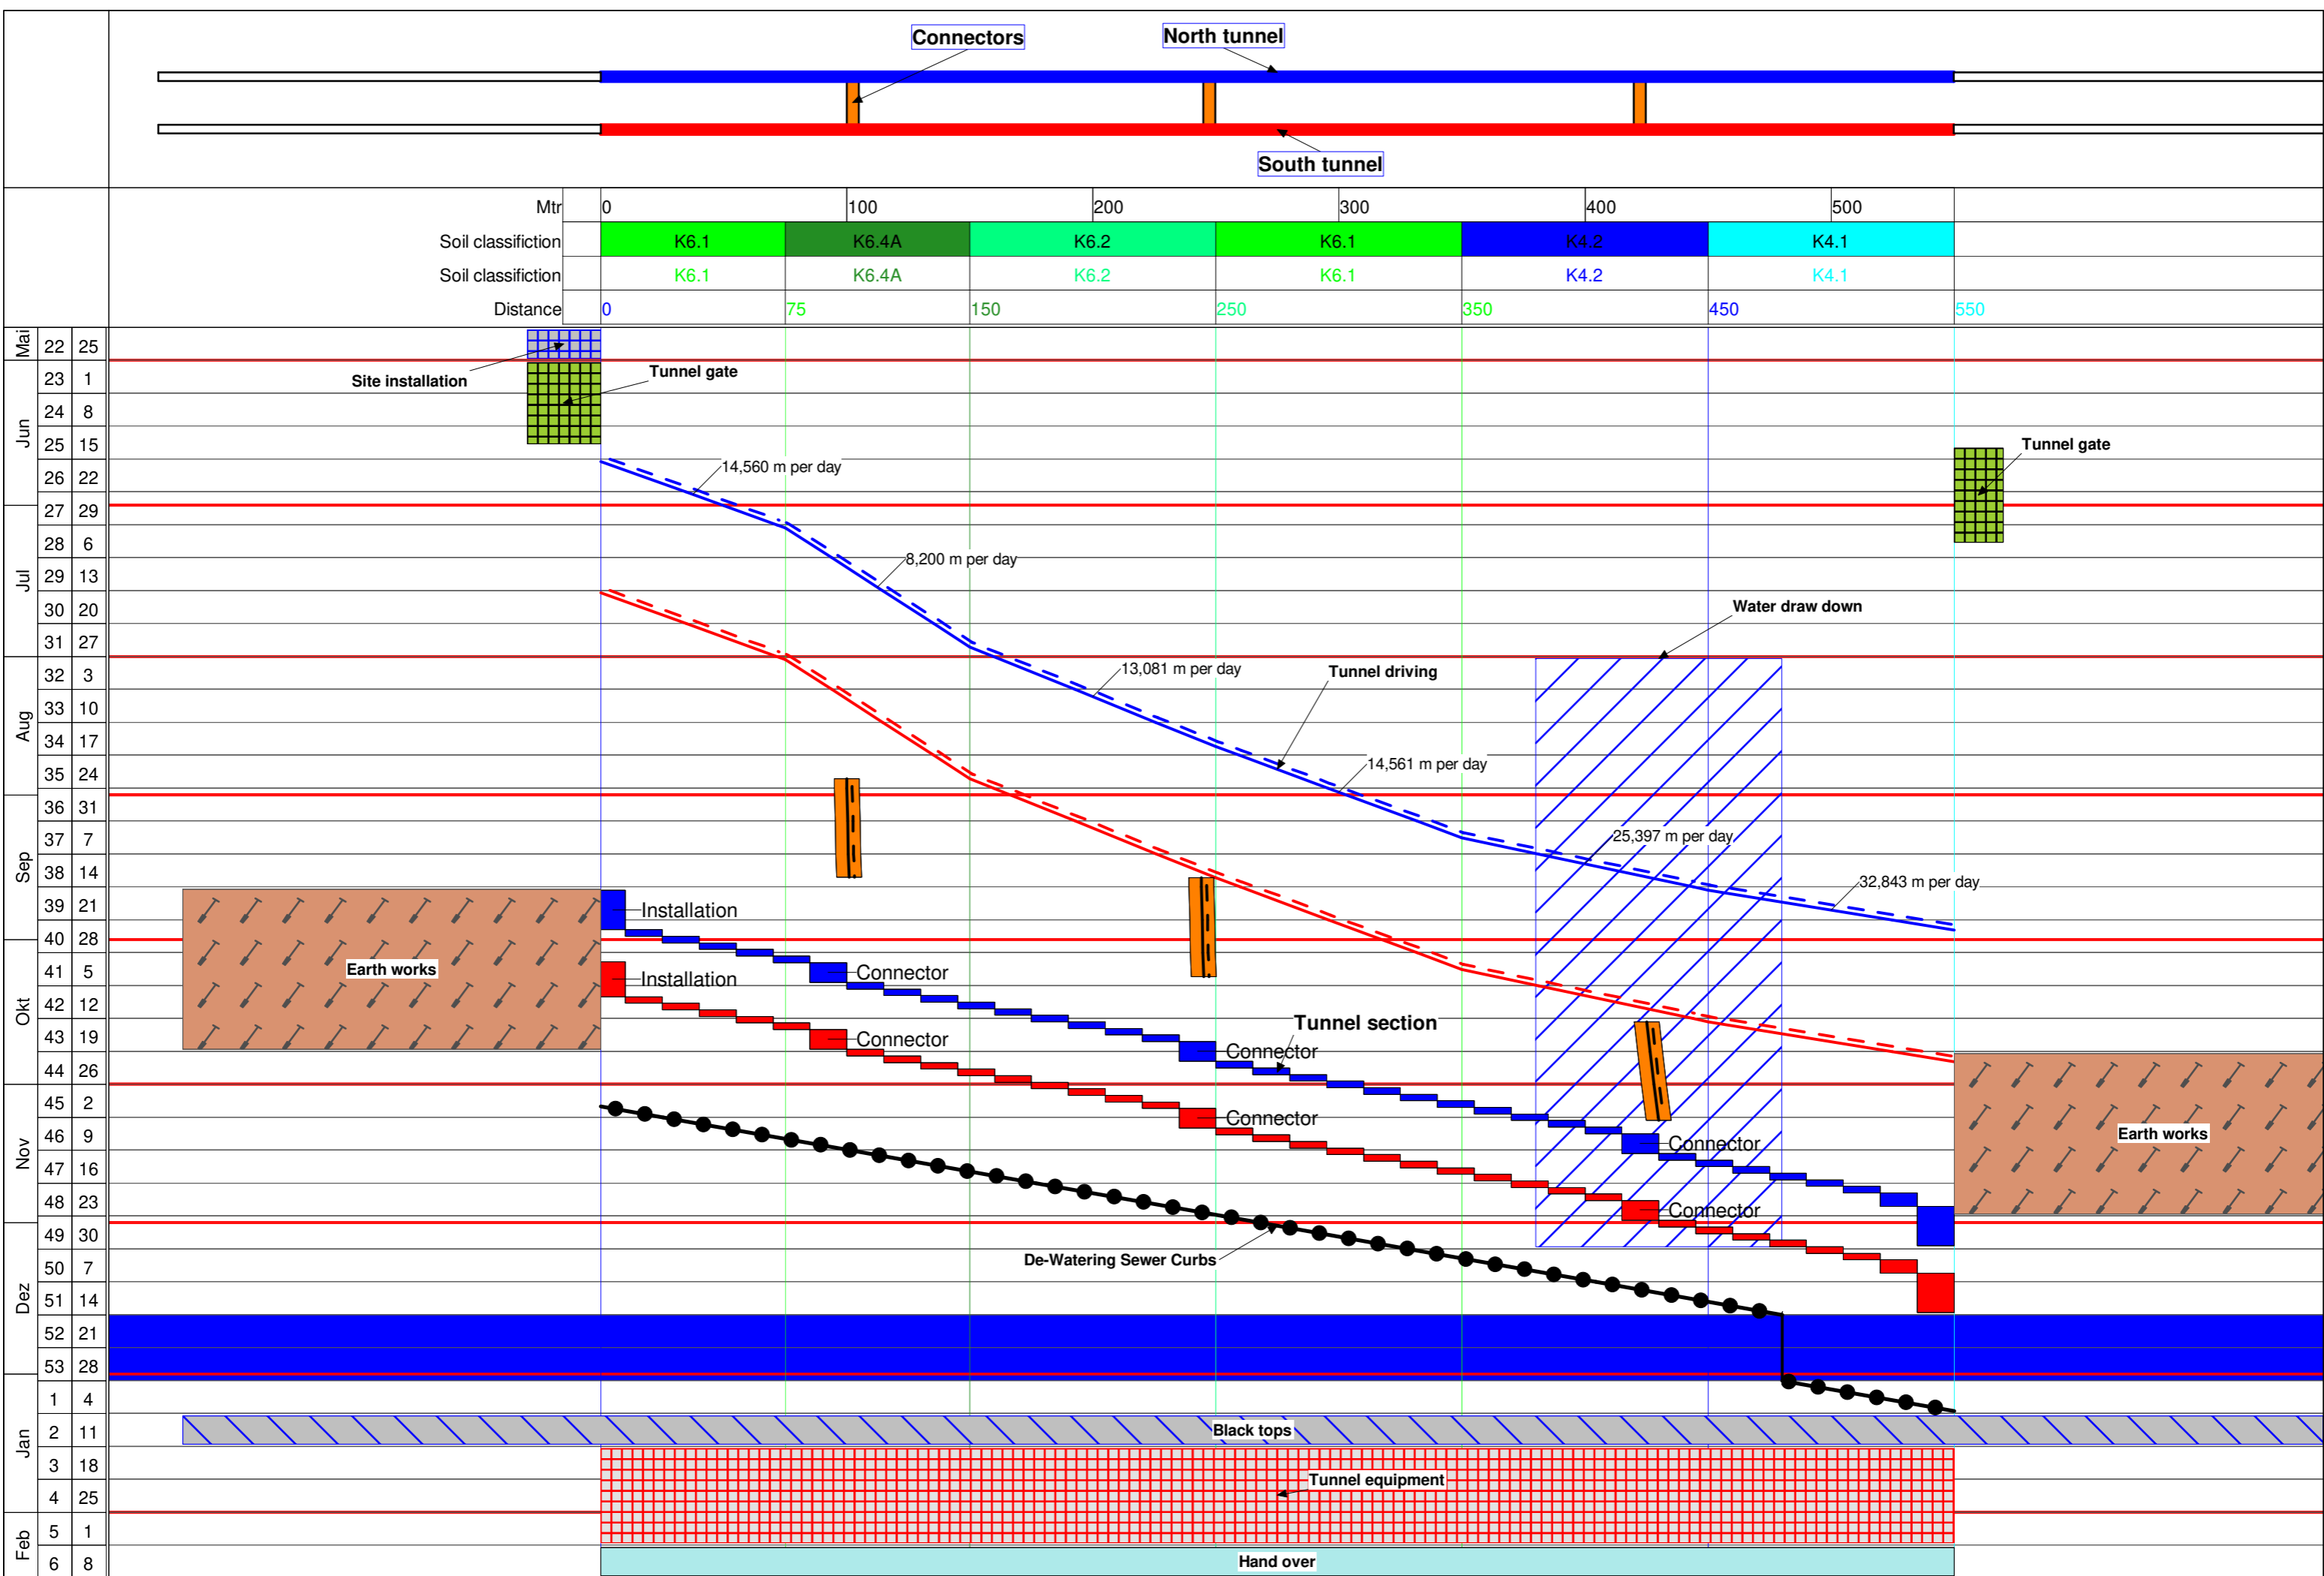 Connectors
North tunnel
South tunnel
Mtr 0 100 200 300 400 500
Soil classifiction K6.1 K6.4A K6.2 K6.1 K4.2 K4.1
Soil classifiction K6.1 K6.4A K6.2 K6.1 K4.2 K4.1
Distance 0 75 150 250 350 450 550
Mai
22 25
Site installation
Jun
23 1
24 8
25 15
26 22
Tunnel gate
Tunnel gate
14,560 m per day
Jul
27 29
28 6
29 13
30 20
31 27
8,200 m per day
Water draw down
Aug
32 3
33 10
34 17
35 24
13,081 m per day
Tunnel driving
14,561 m per day
Sep
36 31
37 7
38 14
39 21
25,397 m per day
32,843 m per day
Installation
Okt
40 28
41 5
42 12
43 19
44 26
Earth works
Installation
Connector
Connector
Tunnel section
Connector
Nov
45 2
46 9
47 16
48 23
Connector
Connector
Earth works
Connector
Dez
49 30
50 7
51 14
52 21
53 28
De-Watering Sewer Curbs
Jan
1 4
2 11
3 18
4 25
Black tops
Tunnel equipment
Feb
5 1
6 8
Hand over